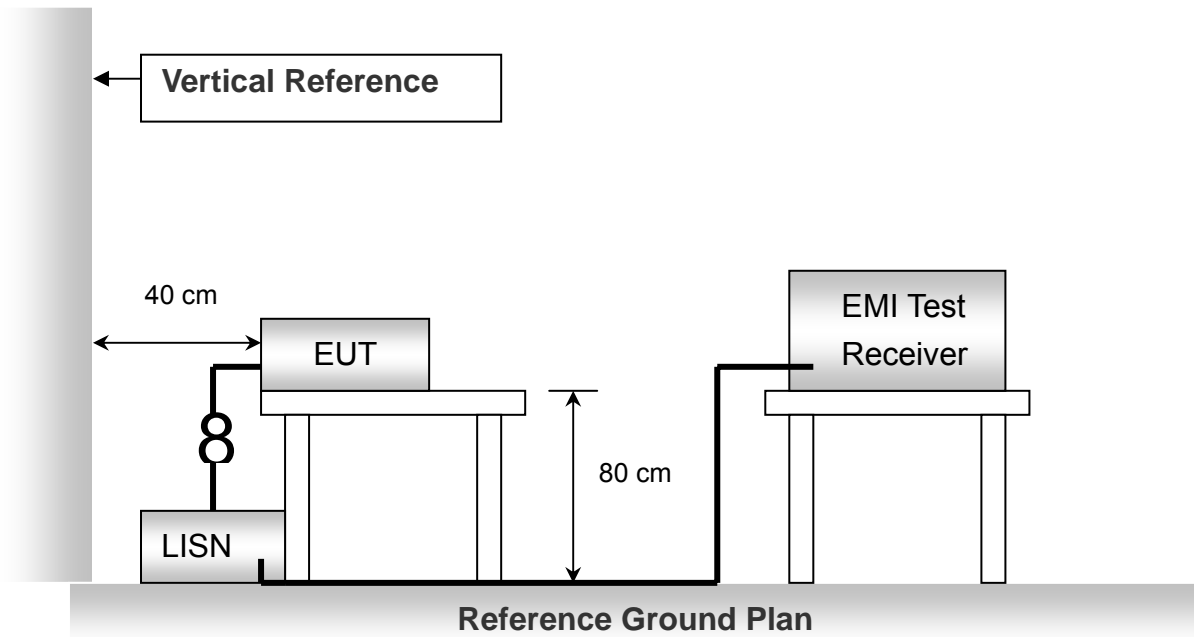 Vertical Reference
40 cm
EUT
EMI Test
Receiver
80 cm
LISN
Reference Ground Plan